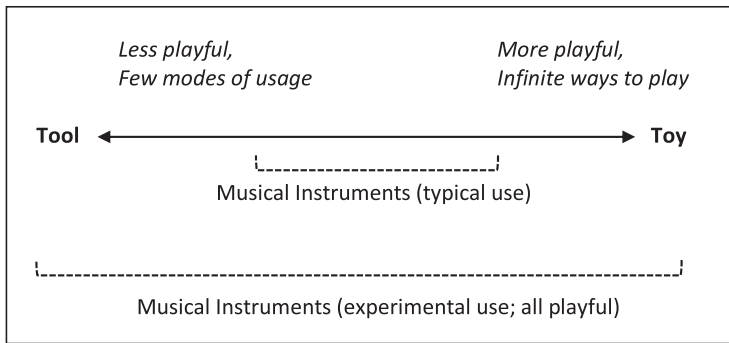 Less playful,
Few modes of usage
More playful,
Infinite ways to play
Tool
Toy
Musical Instruments (typical use)
Musical Instruments (experimental use; all playful)